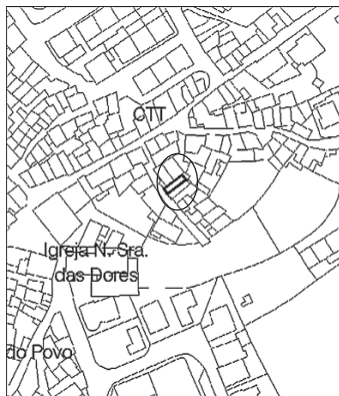 CTT
Igreja N. Sra.
das Dores
do Povo